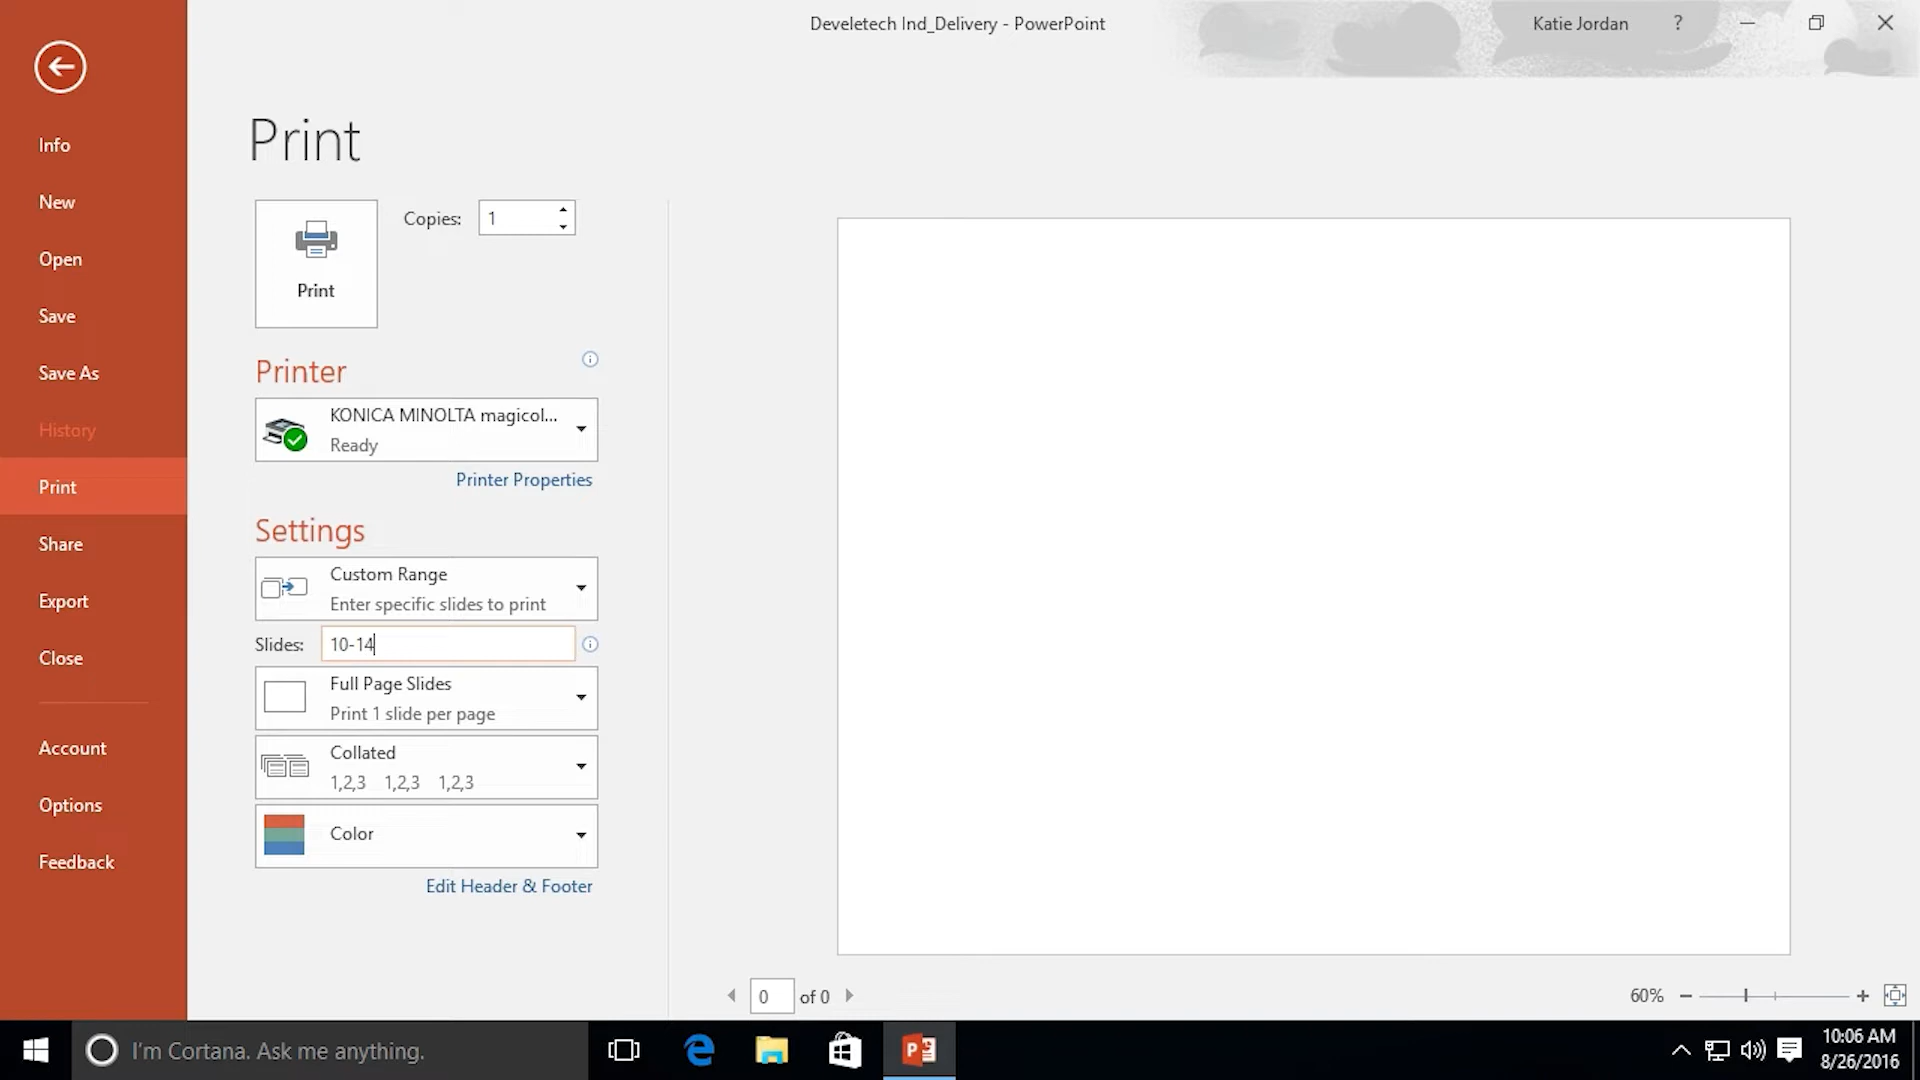 Develetech Ind_Delivery - PowerPoint
Katie Jordan
?
Info
New
Open
Save
Save As
History
Print
Share
Export
Close
Account
Options
Feedback
Print
Print
Copies: 1
Printer
KONICA MINOLTA magicol...
Ready
Printer Properties
Settings
Custom Range
Enter specific slides to print
Slides: 10-14
Full Page Slides
Print 1 slide per page
Collated
1,2,3 1,2,3 1,2,3
Color
Edit Header & Footer
0 of 0
60%
I'm Cortana. Ask me anything.
10:06 AM
8/26/2016